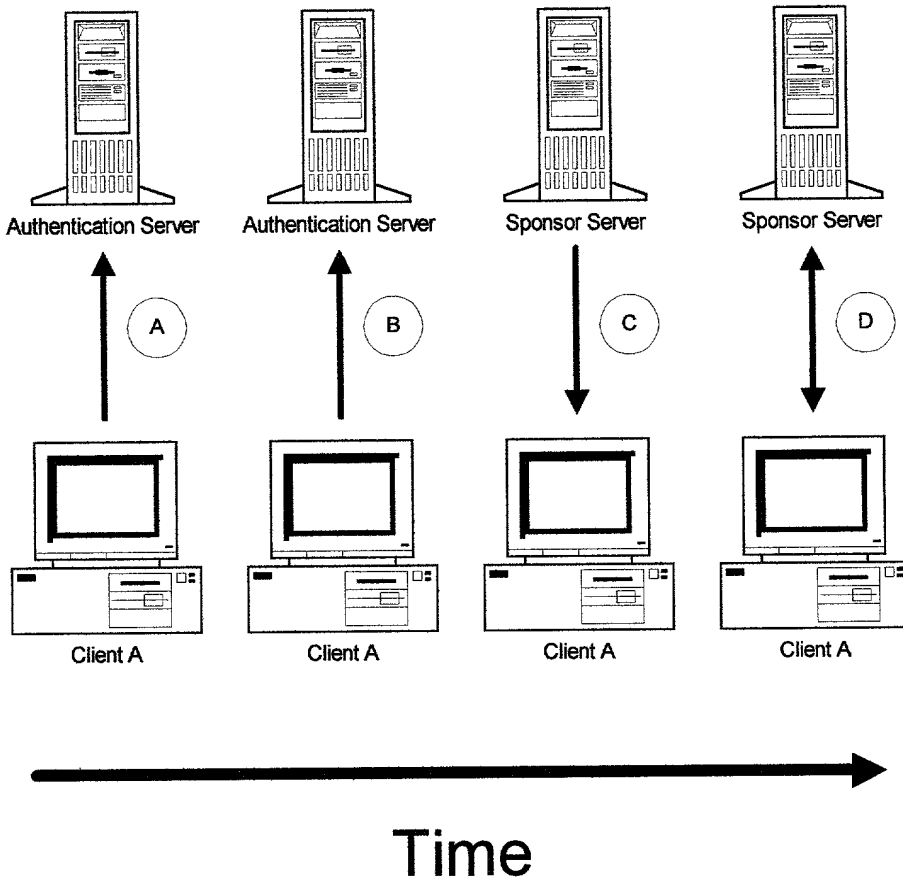 Authentication Server
Authentication Server
Sponsor Server
Sponsor Server
A
B
C
D
Client A
Client A
Client A
Client A
Time